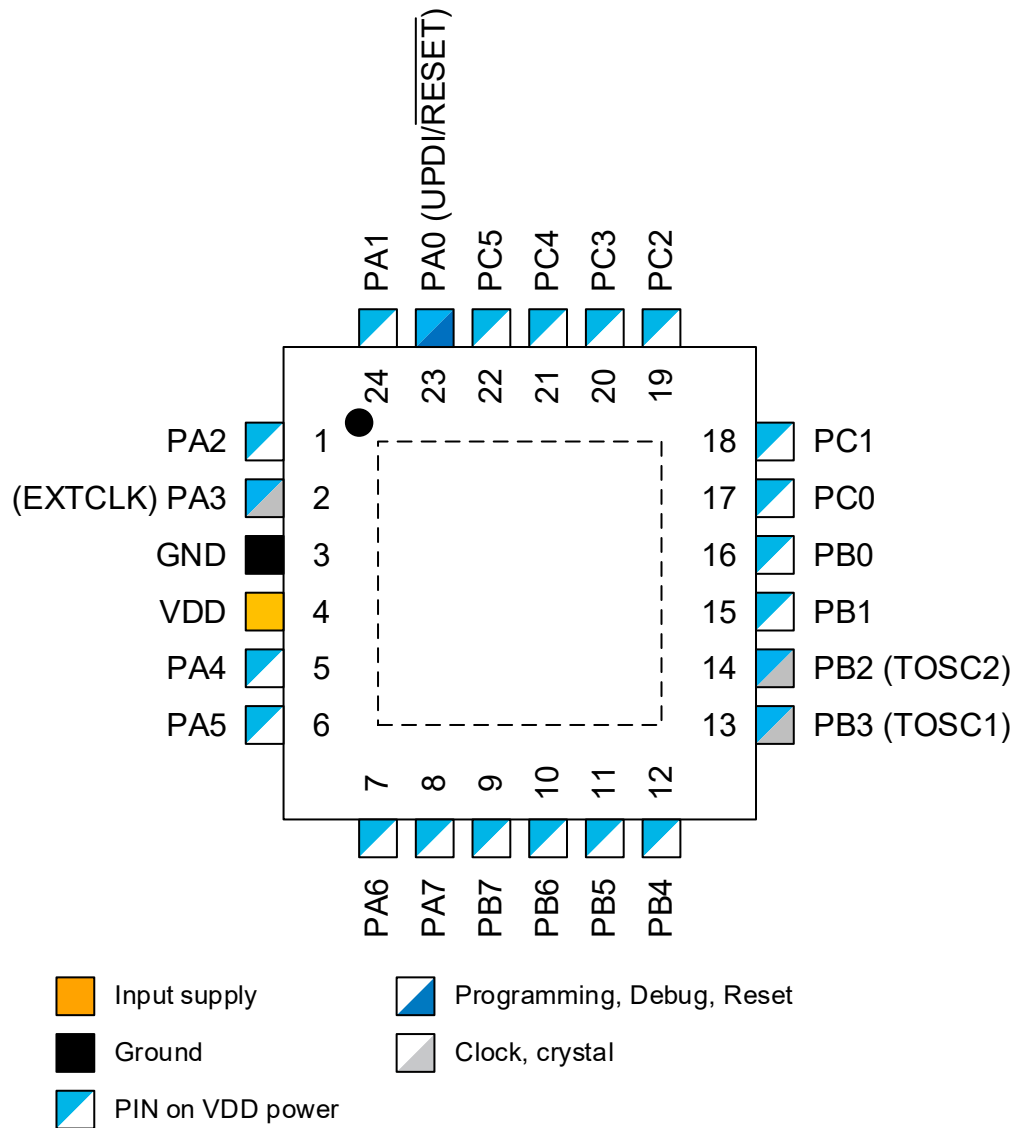 PA1
PA0 (UPDI/RESET)
PC5
PC4
PC3
PC2
24
23
22
21
20
19
PA2 1
(EXTCLK) PA3 2
GND 3
VDD 4
PA4 5
PA5 6
18 PC1
17 PC0
16 PB0
15 PB1
14 PB2 (TOSC2)
13 PB3 (TOSC1)
7
8
9
10
11
12
PA6
PA7
PB7
PB6
PB5
PB4
Input supply
Ground
PIN on VDD power
Programming, Debug, Reset
Clock, crystal